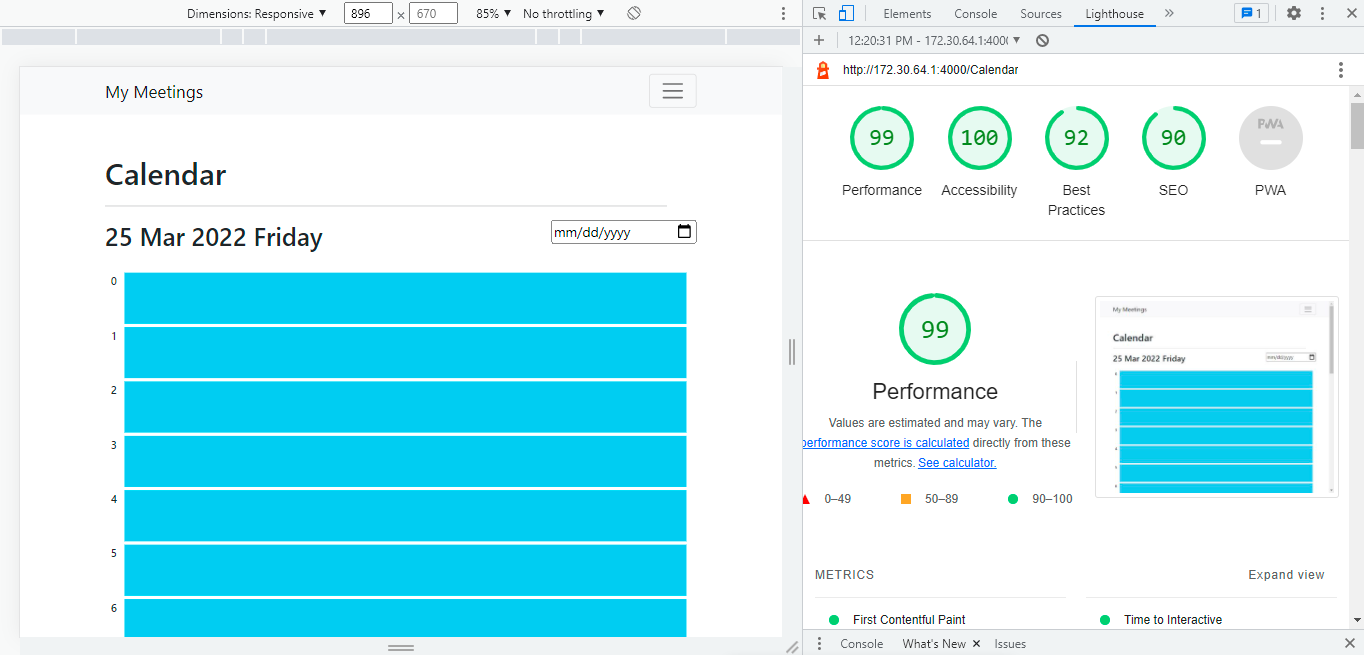 Dimensions: Responsive ▼ 896 × 670 85% ▼ No throttling ▼
My Meetings
Calendar
25 Mar 2022 Friday
mm/dd/yyyy
0
1
2
3
4
5
6
Elements Console Sources Lighthouse » 1
+ 12:20:31 PM - 172.30.64.1:400 ▼
http://172.30.64.1:4000/Calendar
99 100 92 90 PWA
Performance Accessibility Best Practices SEO PWA
99
Performance
Values are estimated and may vary. The
performance score is calculated directly from these
metrics. See calculator.
0–49 50–89 90–100
My Meetings
Calendar
25 Mar 2022 Friday
mm/dd/yyyy
METRICS Expand view
First Contentful Paint Time to Interactive
Console What's New × Issues